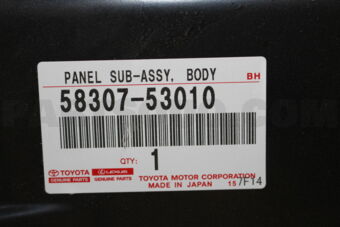 PANEL SUB-ASSY, BODY BH
58307-53010
QTY: 1
TOYOTA LEXUS
GENUINE PARTS GENUINE PARTS
TOYOTA MOTOR CORPORATION
MADE IN JAPAN 15/7F14